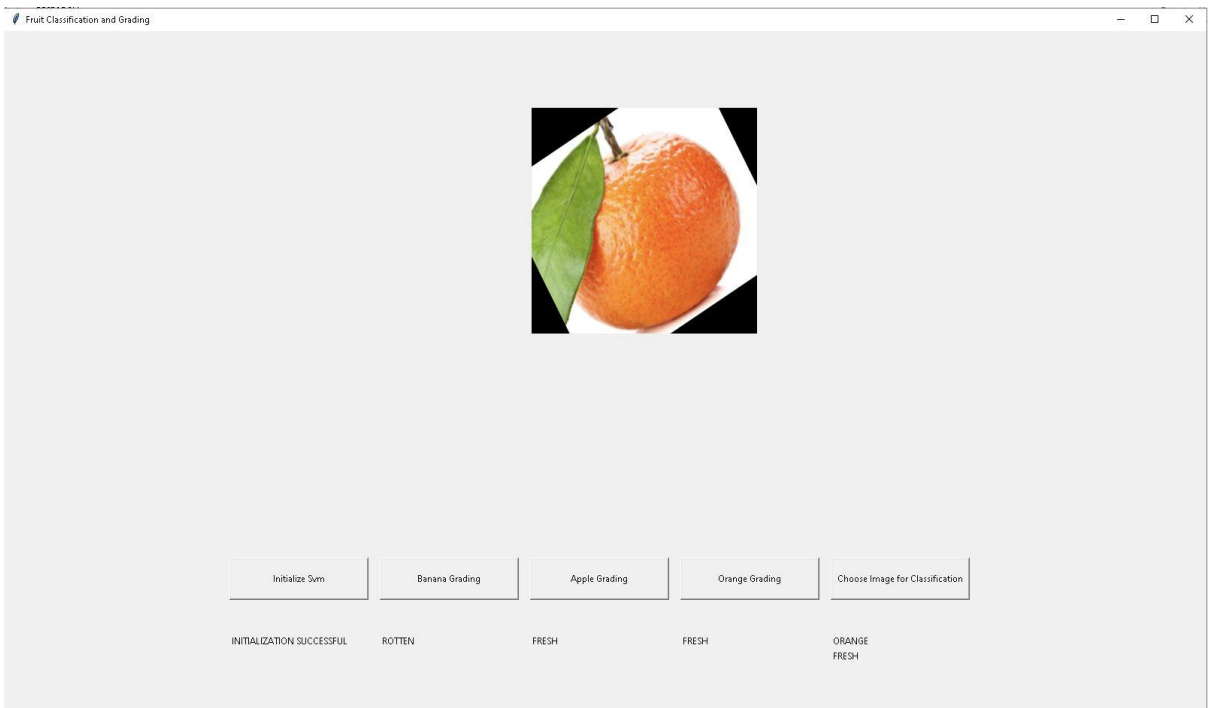 Fruit Classification and Grading
Initialize Svm
Banana Grading
Apple Grading
Orange Grading
Choose Image for Classification
INITIALIZATION SUCCESSFUL
ROTTEN
FRESH
FRESH
ORANGE
FRESH